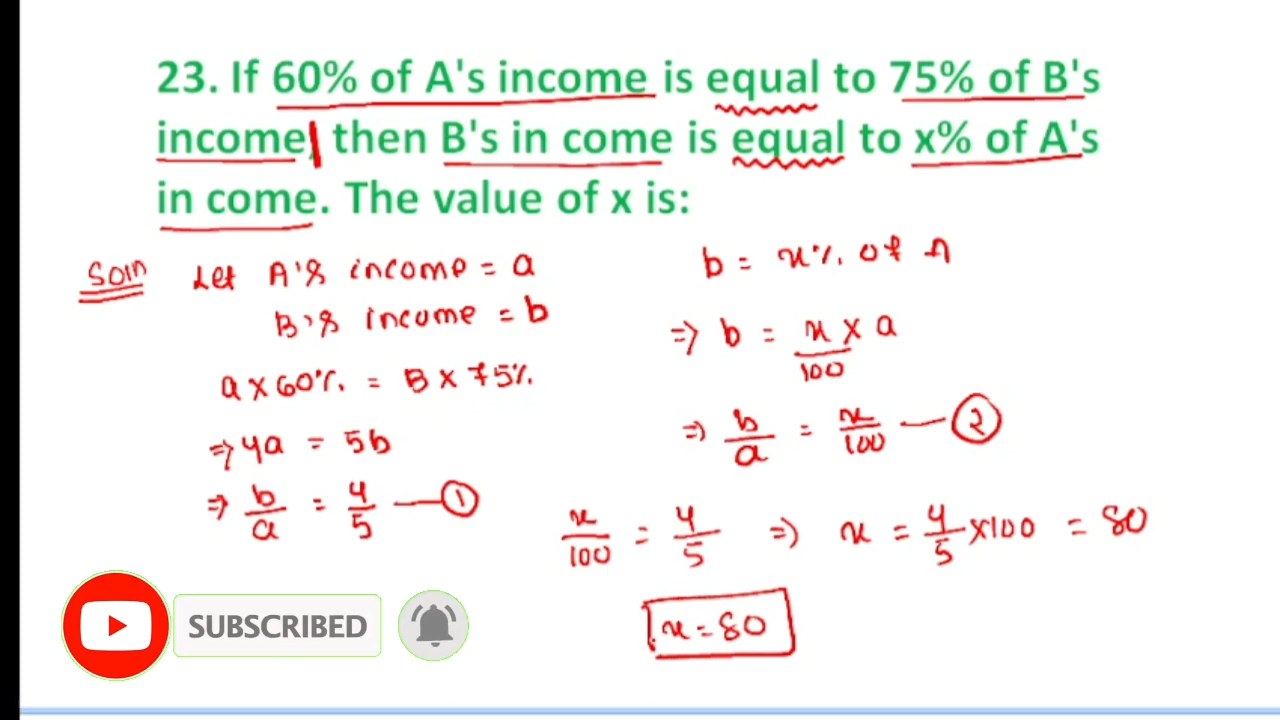 23. If 60% of A's income is equal to 75% of B's
income, then B's in come is equal to x% of A's
in come. The value of x is:
Soln Let A's income = a
B's income = b
a x 60% = B x 75%
=> 4a = 5b
=> b/a = 4/5 — 1
b = x% of A
=> b = x/100 x a
=> b/a = x/100 — 2
x/100 = 4/5 => x = 4/5 x 100 = 80
x = 80
SUBSCRIBED